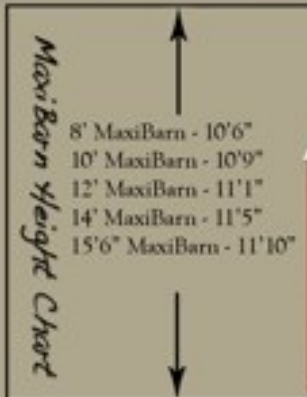 MaxiBarn Height Chart
8' MaxiBarn - 10'6"
10' MaxiBarn - 10'9"
12' MaxiBarn - 11'1"
14' MaxiBarn - 11'5"
15'6" MaxiBarn - 11'10"